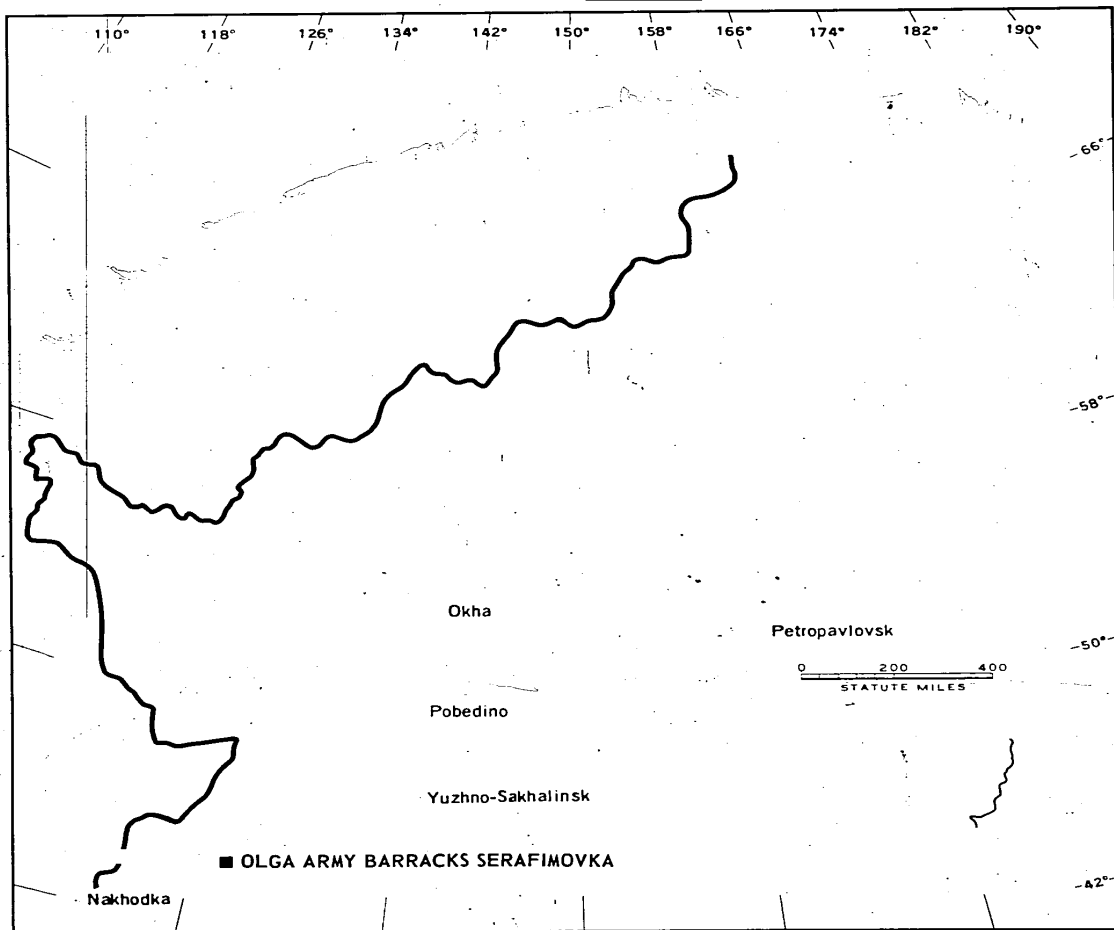 110° 118° 126° 134° 142° 150° 158° 166° 174° 182° 190°
66°
58°
Okha
Petropavlovsk
50°
0 200 400
STATUTE MILES
Pobedino
Yuzhno-Sakhalinsk
■ OLGA ARMY BARRACKS SERAFIMOVKA
42°
Nakhodka